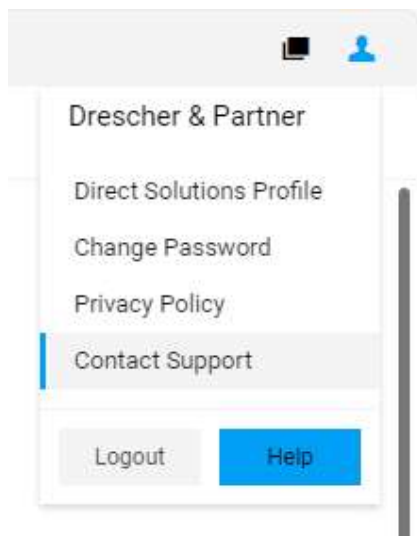 Drescher & Partner
Direct Solutions Profile
Change Password
Privacy Policy
Contact Support
Logout Help